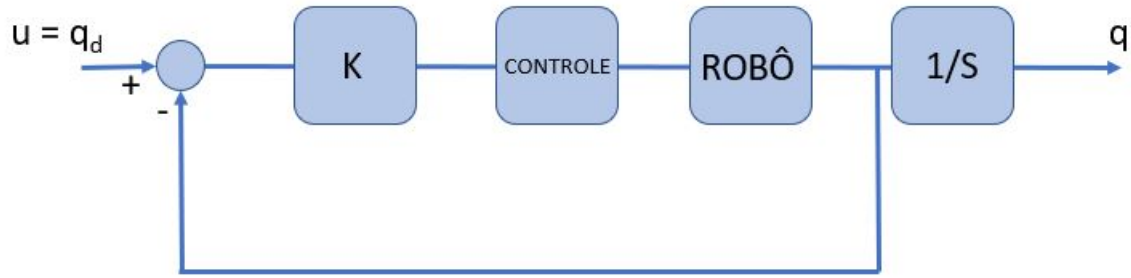 u = qd
+
-
K
CONTROLE
ROBÔ
1/S
q